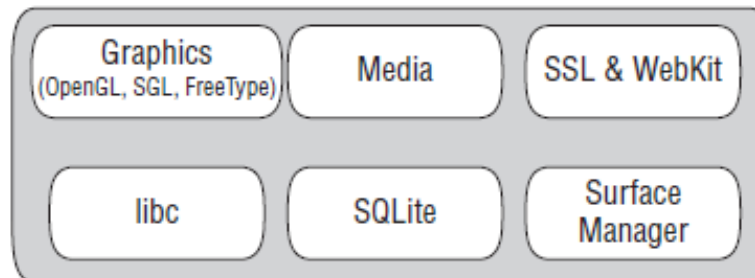 Graphics
(OpenGL, SGL, FreeType)
Media
SSL & WebKit
libc
SQLite
Surface
Manager